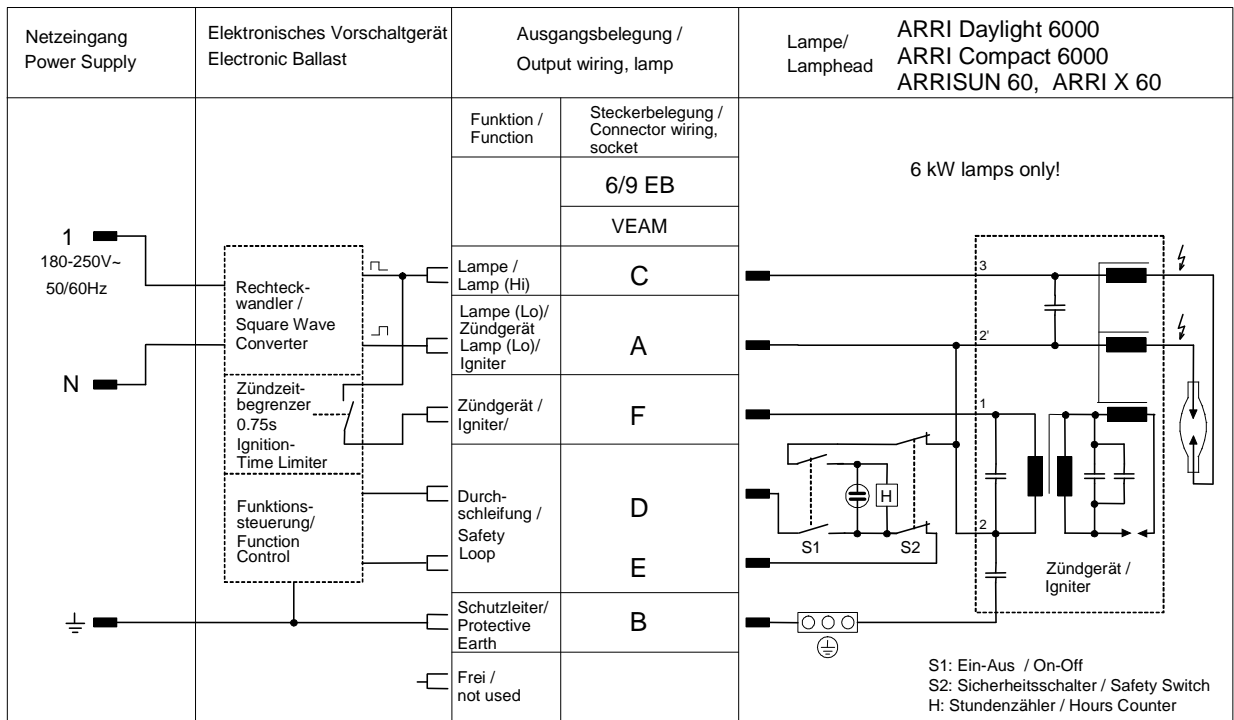 Netzeingang
Power Supply
Elektronisches Vorschaltgerät
Electronic Ballast
Ausgangsbelegung /
Output wiring, lamp
Lampe/
Lamphead
ARRI Daylight 6000
ARRI Compact 6000
ARRISUN 60, ARRI X 60
Funktion /
Function
Steckerbelegung /
Connector wiring,
socket
6/9 EB
VEAM
6 kW lamps only!
1
180-250V~
50/60Hz
N
Rechteck-
wandler /
Square Wave
Converter
Zündzeit-
begrenzer
0.75s
Ignition-
Time Limiter
Funktions-
steuerung/
Function
Control
Lampe /
Lamp (Hi)
C
Lampe (Lo)/
Zündgerät
Lamp (Lo)/
Igniter
A
Zündgerät /
Igniter/
F
Durch-
schleifung /
Safety
Loop
D
E
Schutzleiter/
Protective
Earth
B
Frei /
not used
3
2'
1
2
H
S1
S2
Zündgerät /
Igniter
S1: Ein-Aus / On-Off
S2: Sicherheitsschalter / Safety Switch
H: Stundenzähler / Hours Counter